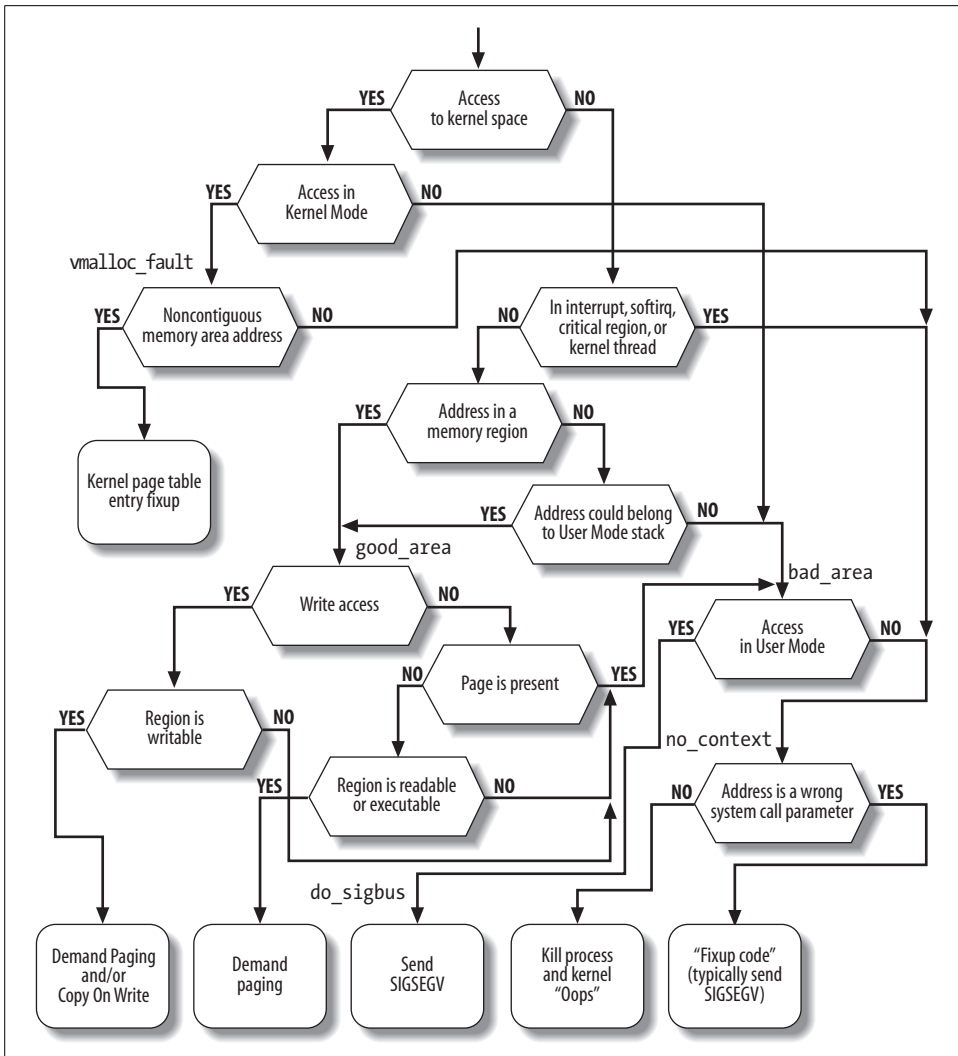 YES
Access
to kernel space
NO
YES
Access in
Kernel Mode
NO
vmalloc_fault
YES
Noncontiguous
memory area address
NO
NO
In interrupt, softirq,
critical region, or
kernel thread
YES
YES
Address in a
memory region
NO
Kernel page table
entry fixup
YES
Address could belong
to User Mode stack
NO
good_area
bad_area
YES
Write access
NO
YES
Access
in User Mode
NO
NO
Page is present
YES
YES
Region is
writable
NO
no_context
YES
Region is readable
or executable
NO
NO
Address is a wrong
system call parameter
YES
do_sigbus
Demand Paging
and/or
Copy On Write
Demand
paging
Send
SIGSEGV
Kill process
and kernel
“Oops”
“Fixup code”
(typically send
SIGSEGV)